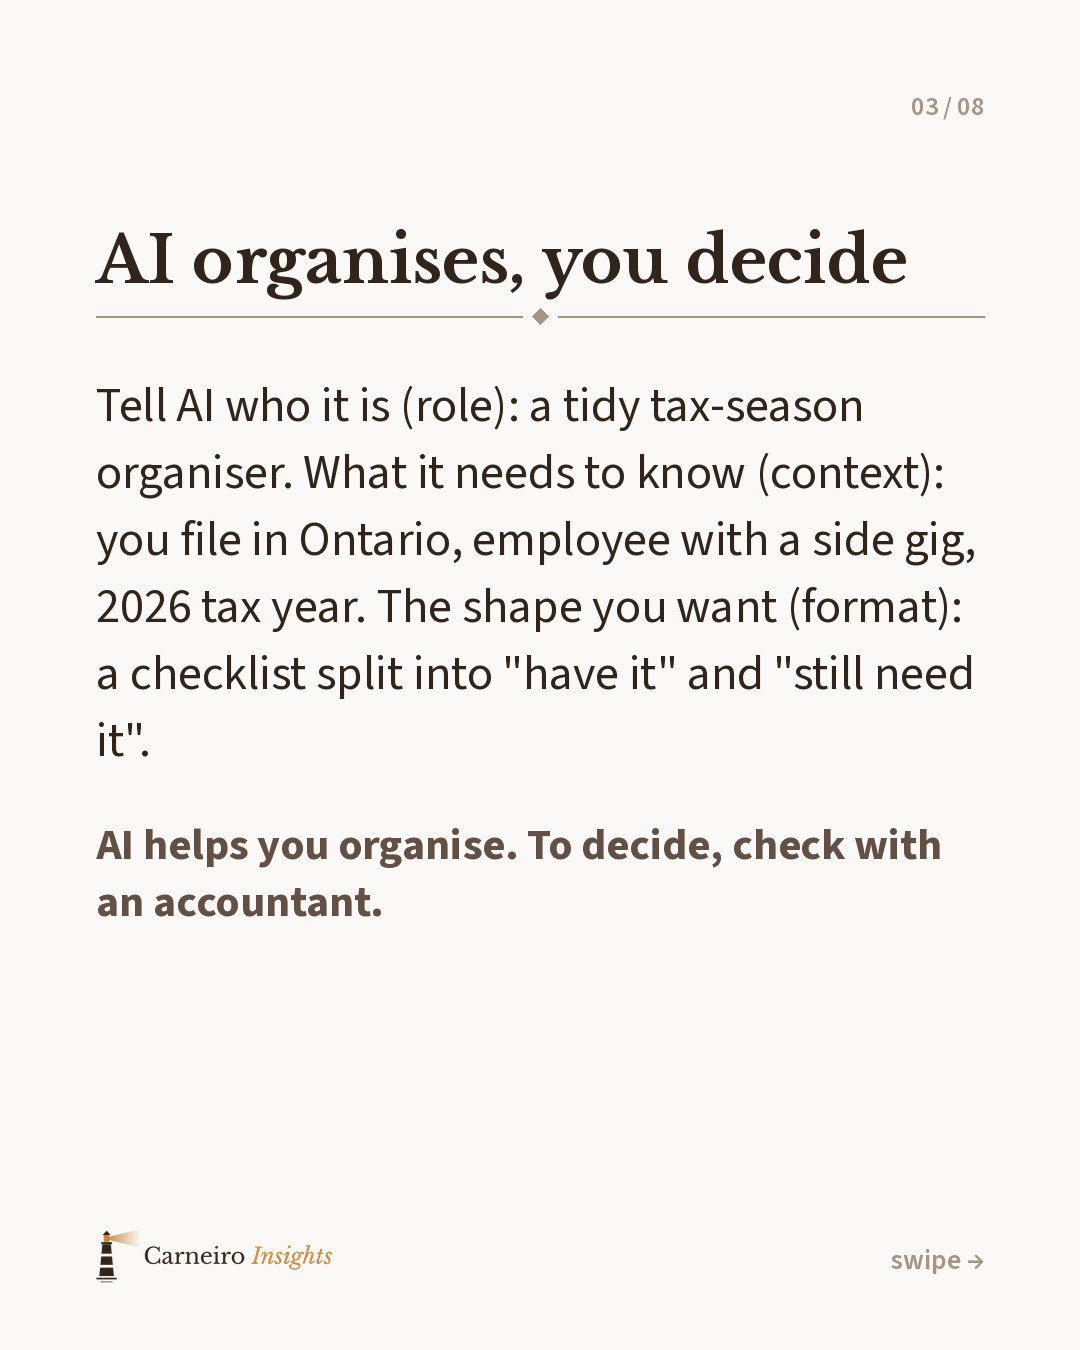 03 / 08
AI organises, you decide
Tell AI who it is (role): a tidy tax-season
organiser. What it needs to know (context):
you file in Ontario, employee with a side gig,
2026 tax year. The shape you want (format):
a checklist split into "have it" and "still need
it".
AI helps you organise. To decide, check with
an accountant.
Carneiro Insights
swipe →